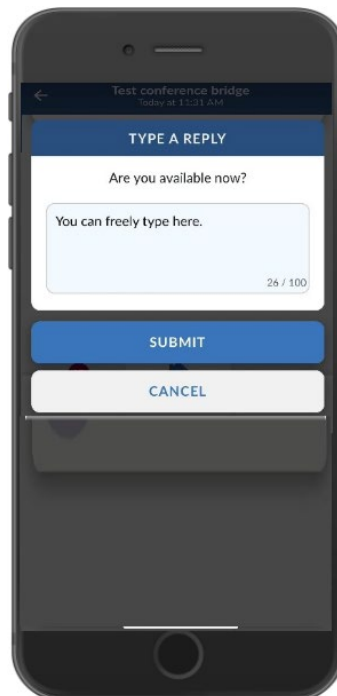 Test conference bridge
Today at 11:31 AM
TYPE A REPLY
Are you available now?
You can freely type here.
26 / 100
SUBMIT
CANCEL